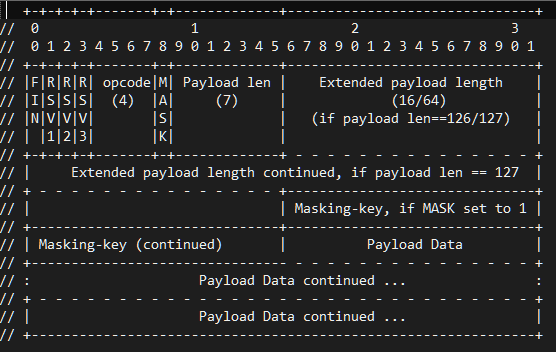 +-+-+-+-+-------+-+-------------+-------------------------------+
// 0                   1                   2                   3
// 0 1 2 3 4 5 6 7 8 9 0 1 2 3 4 5 6 7 8 9 0 1 2 3 4 5 6 7 8 9 0 1
// +-+-+-+-+-------+-+-------------+-------------------------------+
// |F|R|R|R| opcode|M| Payload len |    Extended payload length    |
// |I|S|S|S|  (4)  |A|     (7)     |             (16/64)           |
// |N|V|V|V|       |S|             |   (if payload len==126/127)   |
// | |1|2|3|       |K|             |                               |
// +-+-+-+-+-------+-+-------------+ - - - - - - - - - - - - - - - +
// |     Extended payload length continued, if payload len == 127  |
// + - - - - - - - - - - - - - - - +-------------------------------+
// |                               | Masking-key, if MASK set to 1 |
// +-------------------------------+-------------------------------+
// | Masking-key (continued)       |          Payload Data         |
// +-------------------------------- - - - - - - - - - - - - - - - +
// :                     Payload Data continued ...                :
// + - - - - - - - - - - - - - - - - - - - - - - - - - - - - - - - +
// |                     Payload Data continued ...                |
// +---------------------------------------------------------------+